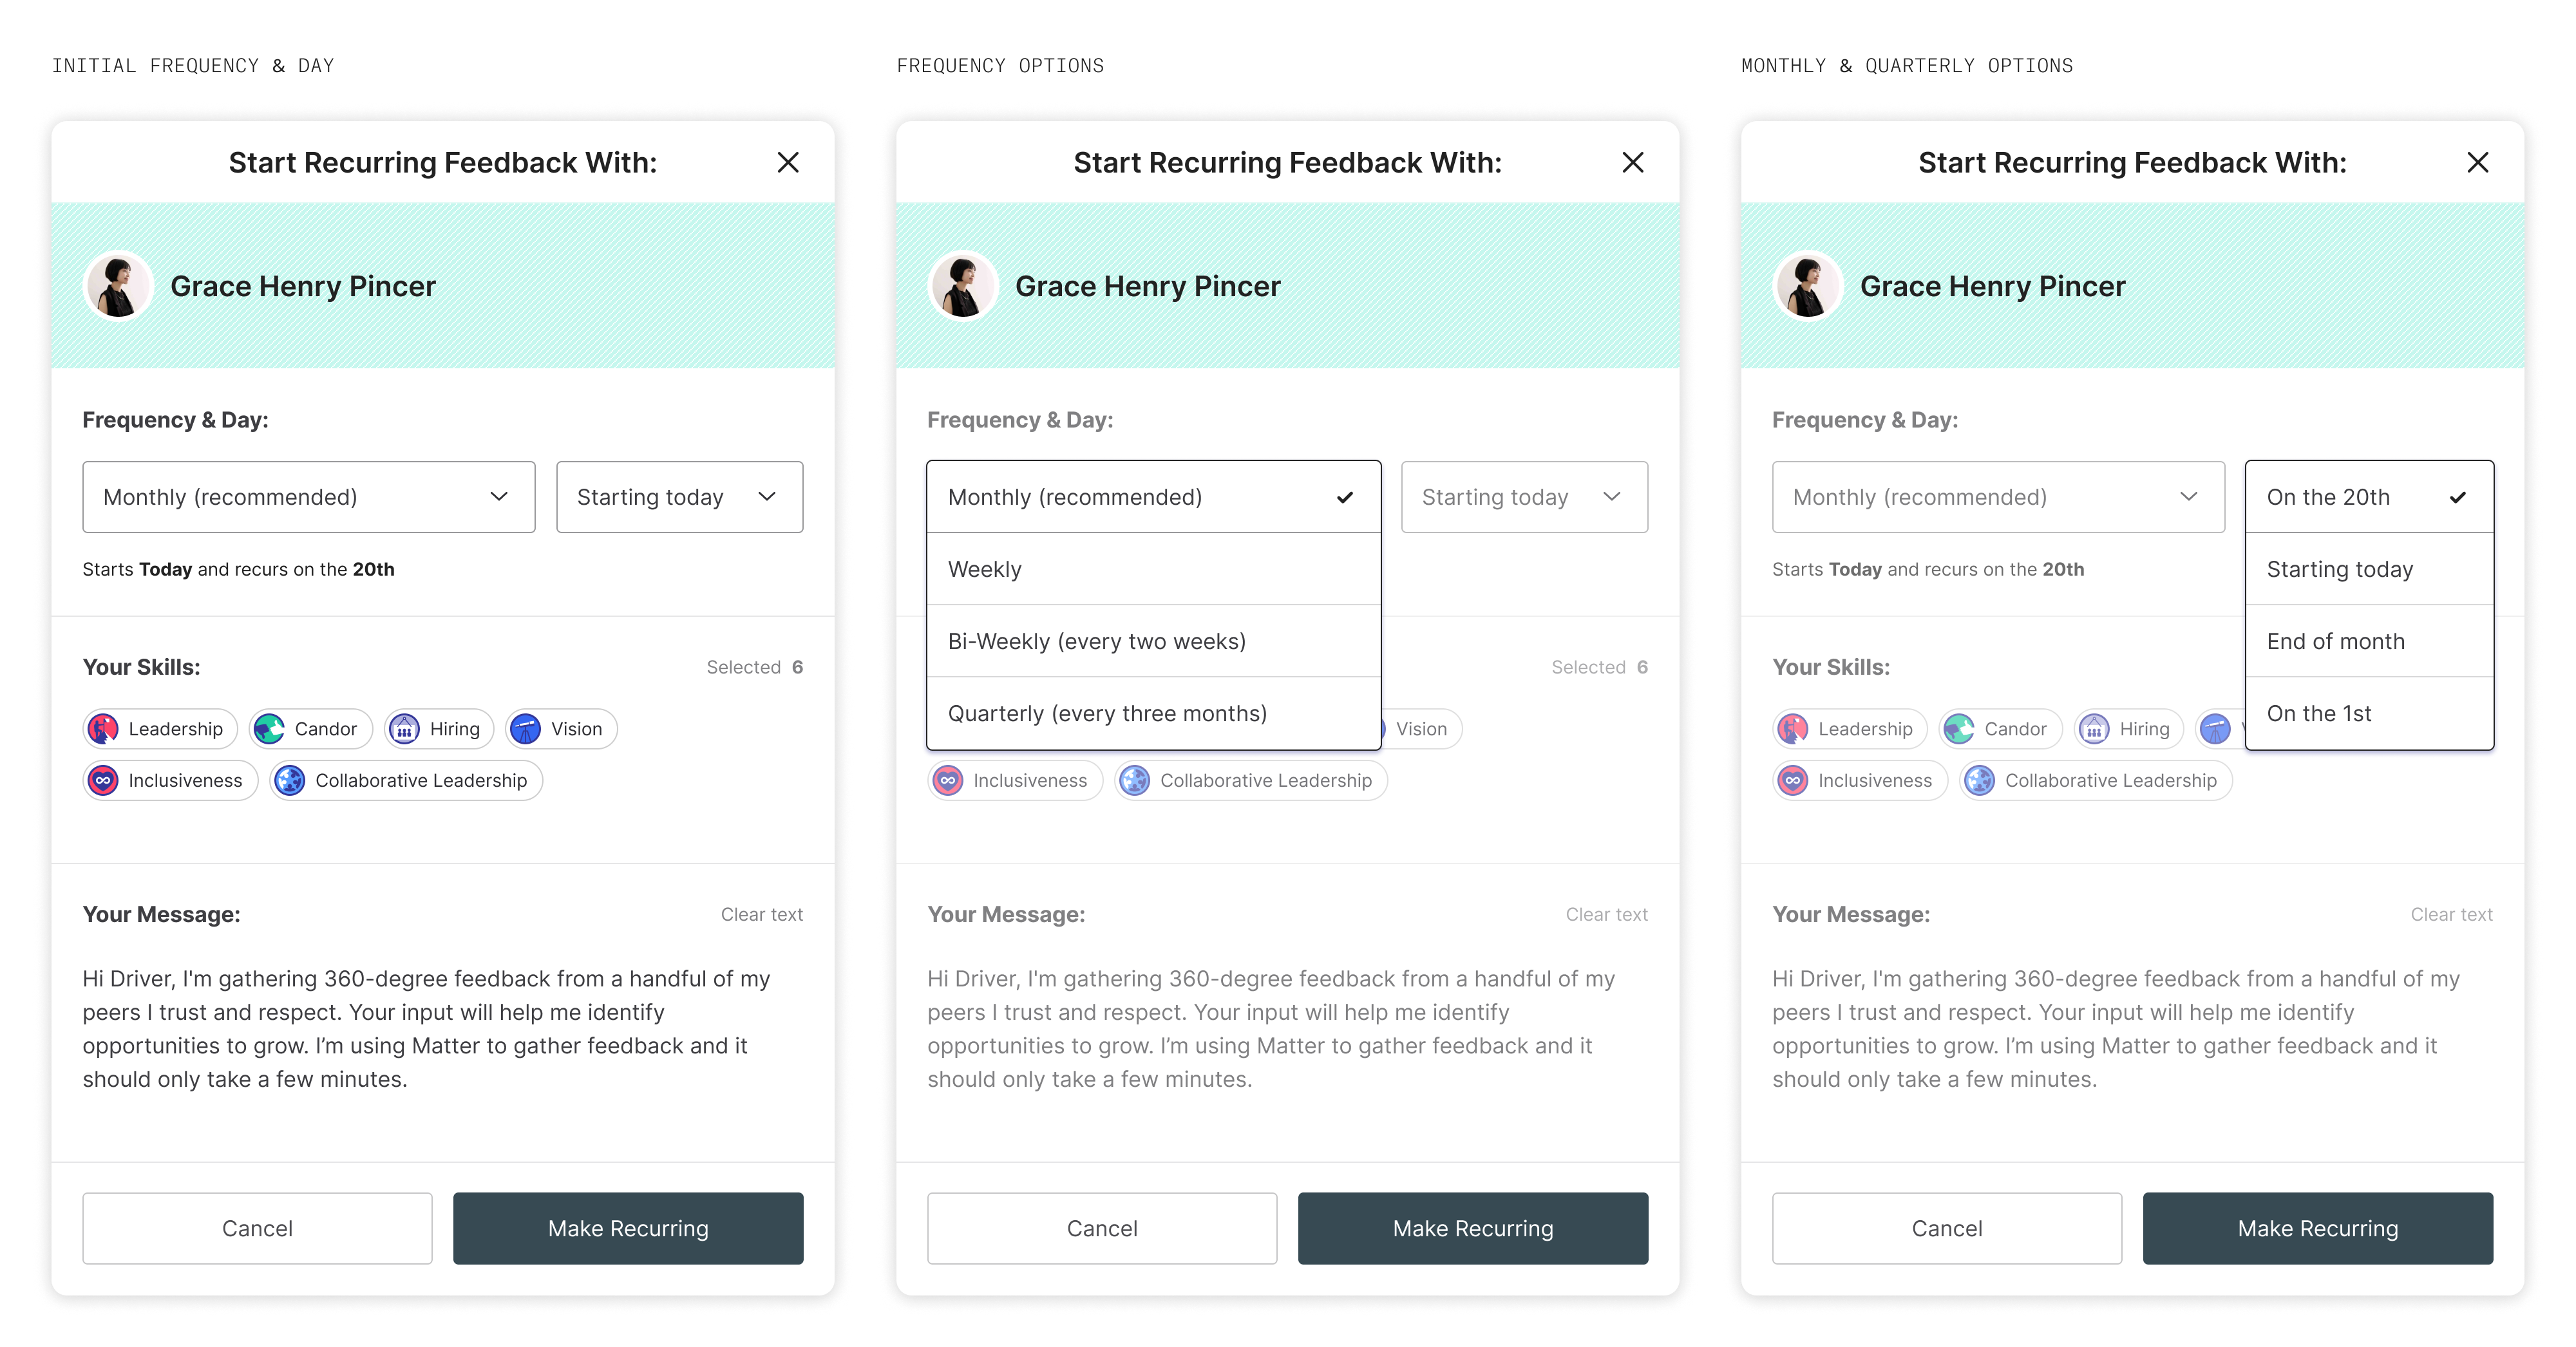 INITIAL FREQUENCY & DAY
Start Recurring Feedback With:
Grace Henry Pincer
Frequency & Day:
Monthly (recommended)
Starting today
Starts Today and recurs on the 20th
Your Skills:
Selected 6
Leadership
Candor
Hiring
Vision
Inclusiveness
Collaborative Leadership
Your Message:
Clear text
Hi Driver, I'm gathering 360-degree feedback from a handful of my
peers I trust and respect. Your input will help me identify
opportunities to grow. I’m using Matter to gather feedback and it
should only take a few minutes.
Cancel
Make Recurring
FREQUENCY OPTIONS
Start Recurring Feedback With:
Grace Henry Pincer
Frequency & Day:
Monthly (recommended)
Starting today
Weekly
Bi-Weekly (every two weeks)
Quarterly (every three months)
Selected 6
Vision
Inclusiveness
Collaborative Leadership
Your Message:
Clear text
Hi Driver, I'm gathering 360-degree feedback from a handful of my
peers I trust and respect. Your input will help me identify
opportunities to grow. I’m using Matter to gather feedback and it
should only take a few minutes.
Cancel
Make Recurring
MONTHLY & QUARTERLY OPTIONS
Start Recurring Feedback With:
Grace Henry Pincer
Frequency & Day:
Monthly (recommended)
On the 20th
Starting today
End of month
On the 1st
Starts Today and recurs on the 20th
Your Skills:
Leadership
Candor
Hiring
Inclusiveness
Collaborative Leadership
Your Message:
Clear text
Hi Driver, I'm gathering 360-degree feedback from a handful of my
peers I trust and respect. Your input will help me identify
opportunities to grow. I’m using Matter to gather feedback and it
should only take a few minutes.
Cancel
Make Recurring